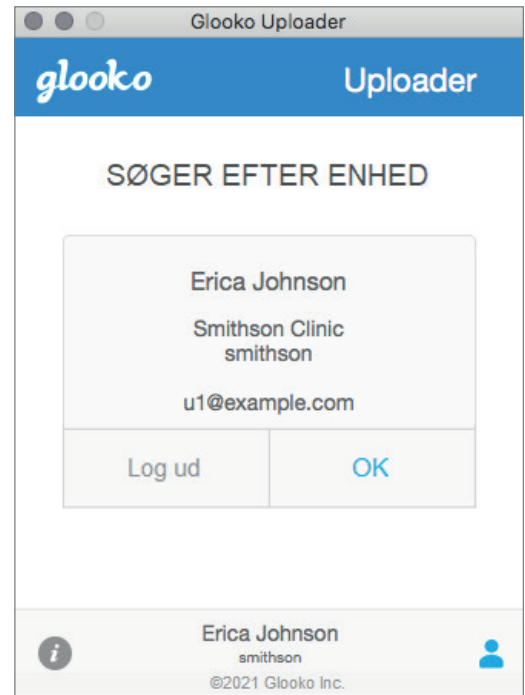 Glooko Uploader
glooko Uploader
SØGER EFTER ENHED
Erica Johnson
Smithson Clinic
smithson
u1@example.com
Log ud OK
i
Erica Johnson
smithson
©2021 Glooko Inc.